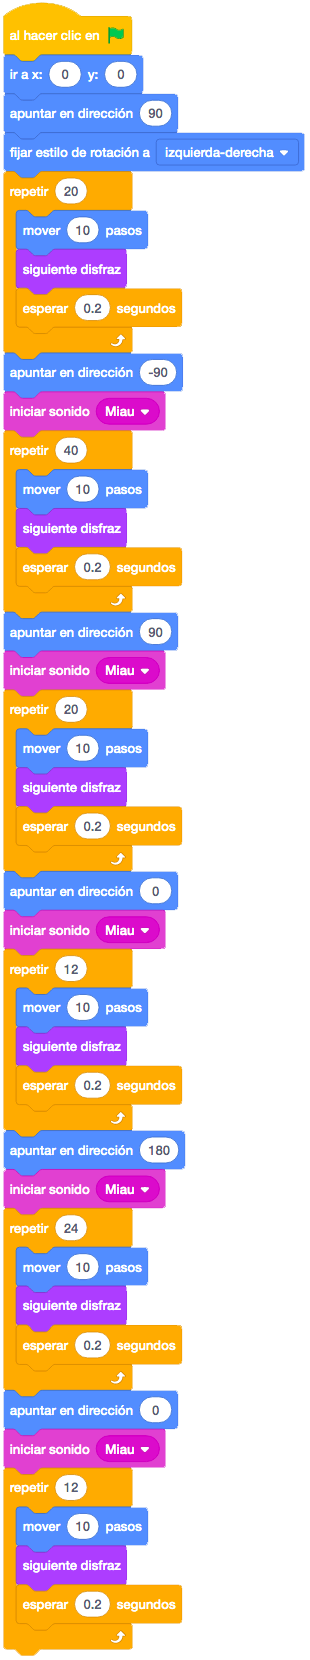 al hacer clic en
ir a x: 0 y: 0
apuntar en dirección 90
fijar estilo de rotación a izquierda-derecha
repetir 20
mover 10 pasos
siguiente disfraz
esperar 0.2 segundos
apuntar en dirección -90
iniciar sonido Miau
repetir 40
mover 10 pasos
siguiente disfraz
esperar 0.2 segundos
apuntar en dirección 90
iniciar sonido Miau
repetir 20
mover 10 pasos
siguiente disfraz
esperar 0.2 segundos
apuntar en dirección 0
iniciar sonido Miau
repetir 12
mover 10 pasos
siguiente disfraz
esperar 0.2 segundos
apuntar en dirección 180
iniciar sonido Miau
repetir 24
mover 10 pasos
siguiente disfraz
esperar 0.2 segundos
apuntar en dirección 0
iniciar sonido Miau
repetir 12
mover 10 pasos
siguiente disfraz
esperar 0.2 segundos